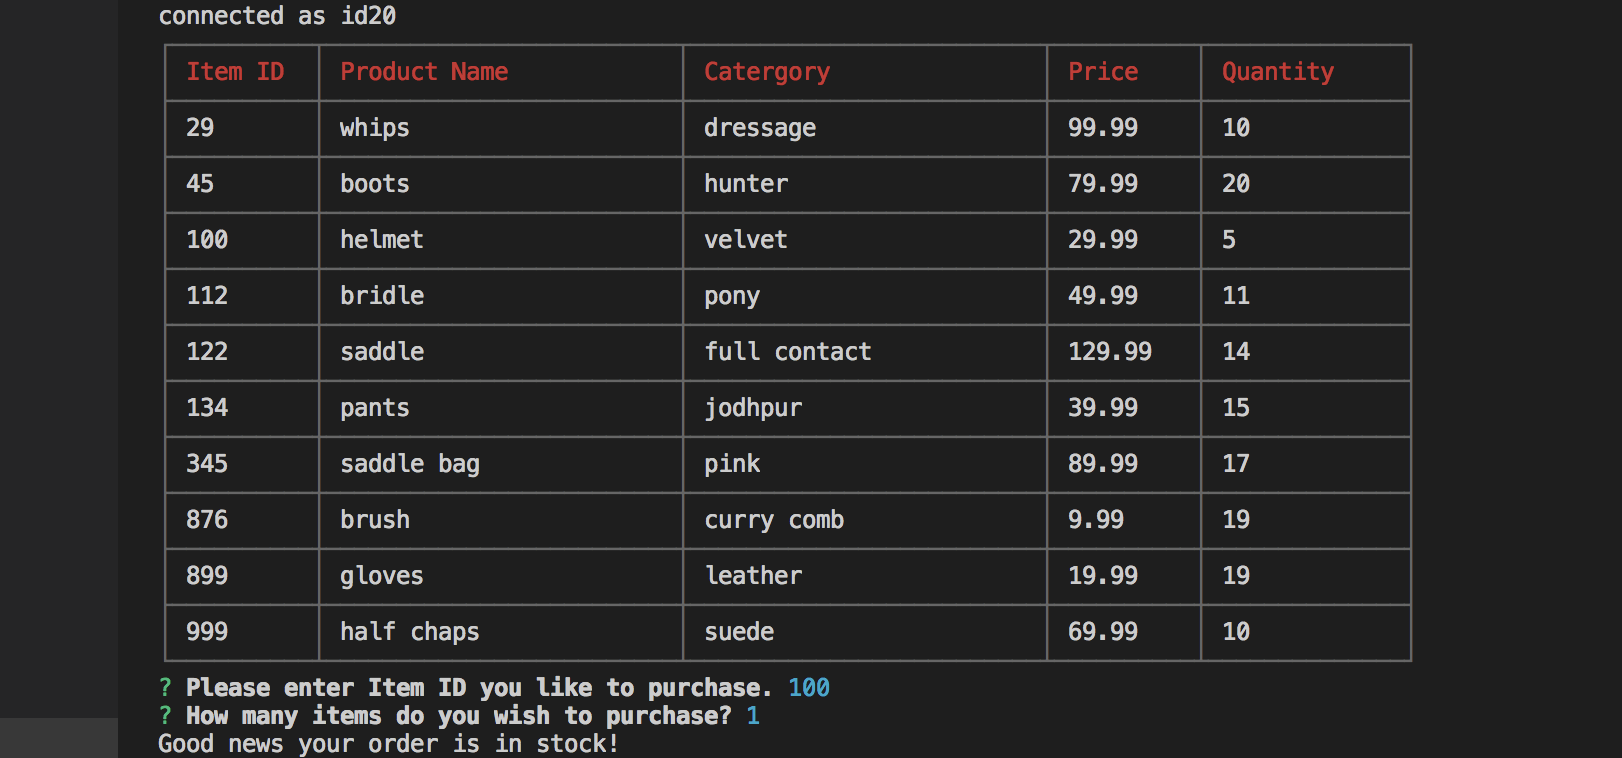 connected as id20
Item ID Product Name Catergory Price Quantity
29 whips dressage 99.99 10
45 boots hunter 79.99 20
100 helmet velvet 29.99 5
112 bridle pony 49.99 11
122 saddle full contact 129.99 14
134 pants jodhpur 39.99 15
345 saddle bag pink 89.99 17
876 brush curry comb 9.99 19
899 gloves leather 19.99 19
999 half chaps suede 69.99 10
? Please enter Item ID you like to purchase. 100
? How many items do you wish to purchase? 1
Good news your order is in stock!